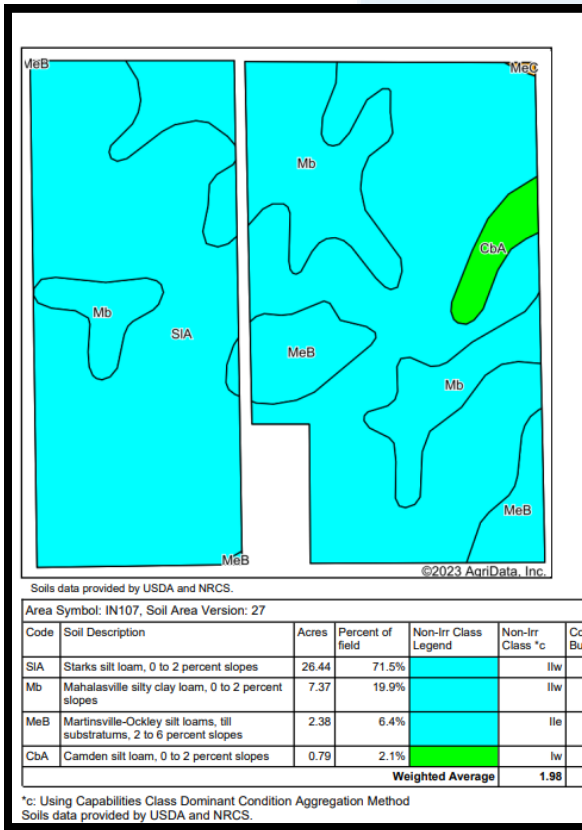 MeB
MeC
Mb
CbA
Mb
SIA
MeB
Mb
MeB
MeB
©2023 AgriData, Inc.
Soils data provided by USDA and NRCS.
Area Symbol: IN107, Soil Area Version: 27
Code Soil Description Acres Percent of field Non-Irr Class Legend Non-Irr Class *c Co Bu
SIA Starks silt loam, 0 to 2 percent slopes 26.44 71.5% IIw
Mb Mahalasville silty clay loam, 0 to 2 percent slopes 7.37 19.9% IIw
MeB Martinsville-Ockley silt loams, till substratums, 2 to 6 percent slopes 2.38 6.4% IIe
CbA Camden silt loam, 0 to 2 percent slopes 0.79 2.1% Iw
Weighted Average 1.98
*c: Using Capabilities Class Dominant Condition Aggregation Method
Soils data provided by USDA and NRCS.